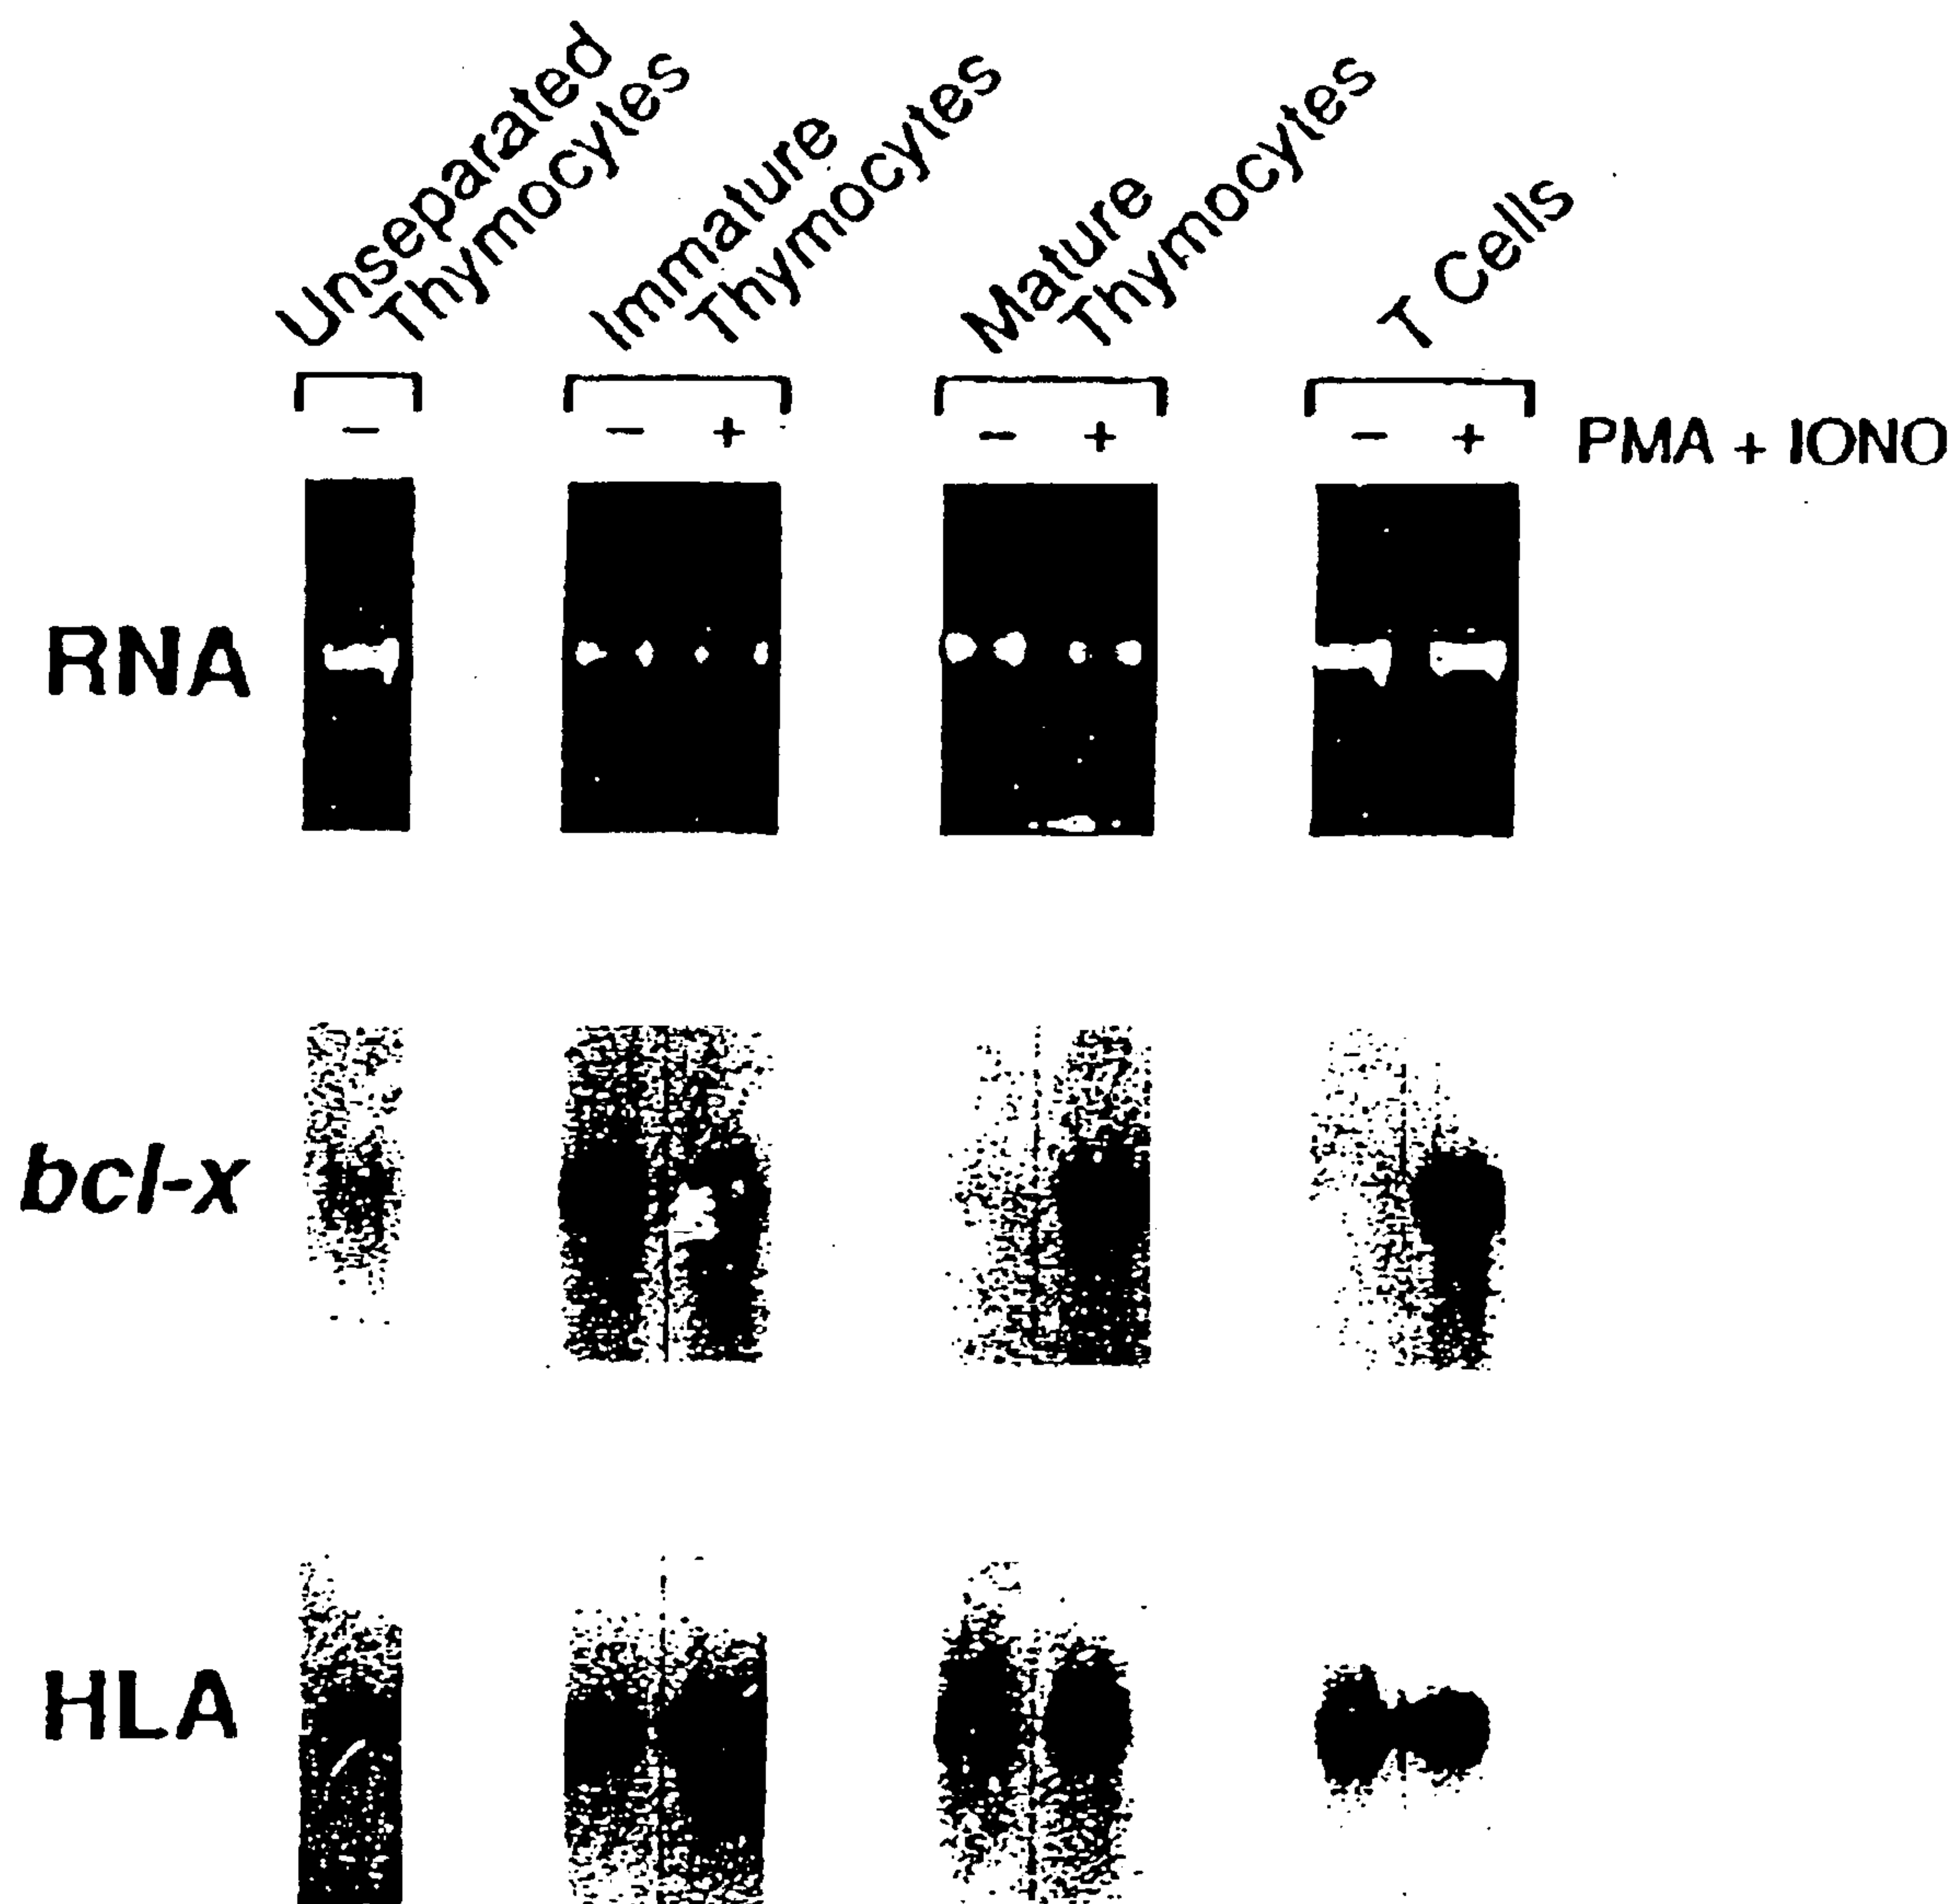 Unseparated
Thymocytes
Immature
Thymocytes
Mature
Thymocytes
T Cells
− − + − + − + PMA + IONO
RNA
bcl-x
HLA